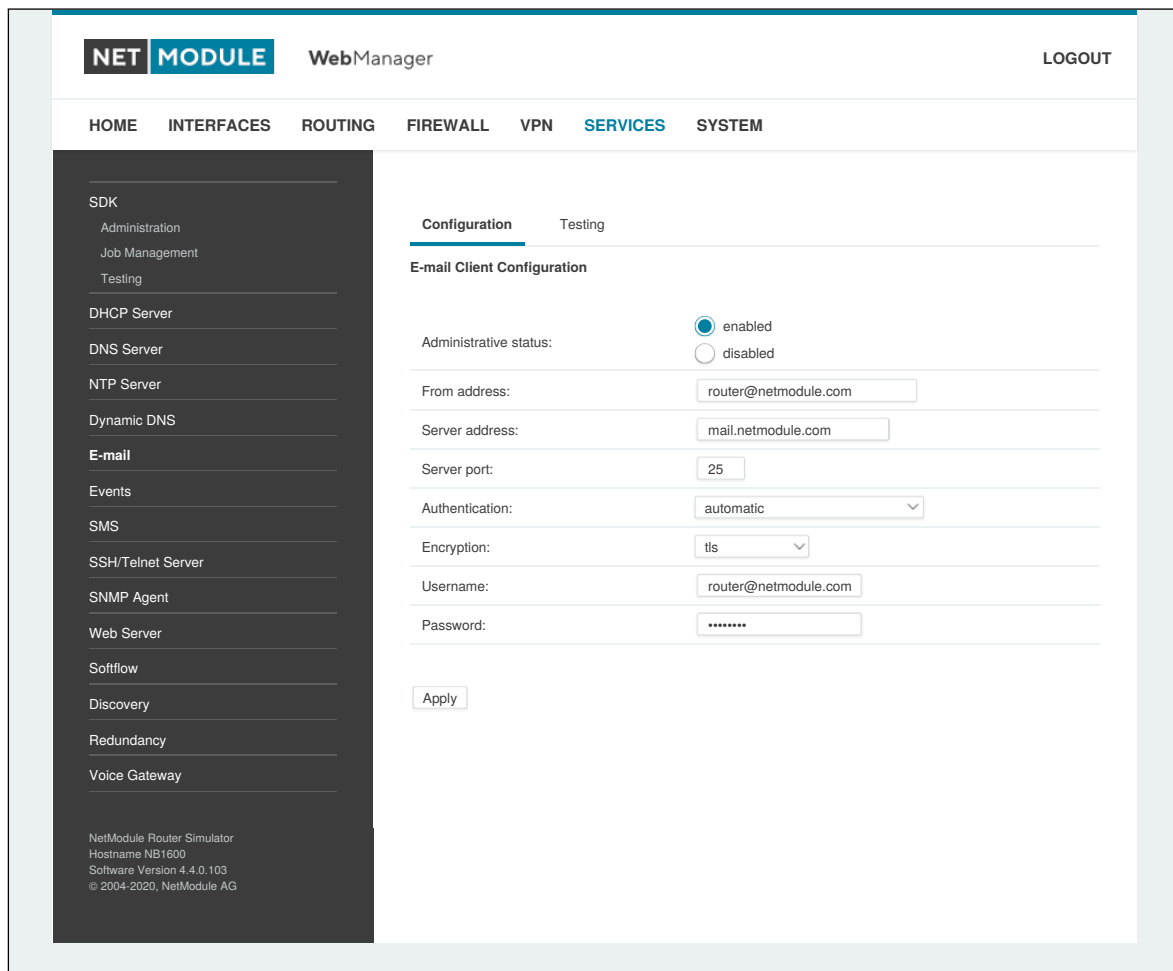 NET MODULE WebManager LOGOUT
HOME INTERFACES ROUTING FIREWALL VPN SERVICES SYSTEM
SDK
Administration
Job Management
Testing
DHCP Server
DNS Server
NTP Server
Dynamic DNS
E-mail
Events
SMS
SSH/Telnet Server
SNMP Agent
Web Server
Softflow
Discovery
Redundancy
Voice Gateway
NetModule Router Simulator
Hostname NB1600
Software Version 4.4.0.103
© 2004-2020, NetModule AG
Configuration Testing
E-mail Client Configuration
Administrative status:
enabled
disabled
From address: router@netmodule.com
Server address: mail.netmodule.com
Server port: 25
Authentication: automatic
Encryption: tls
Username: router@netmodule.com
Password: ••••••••
Apply